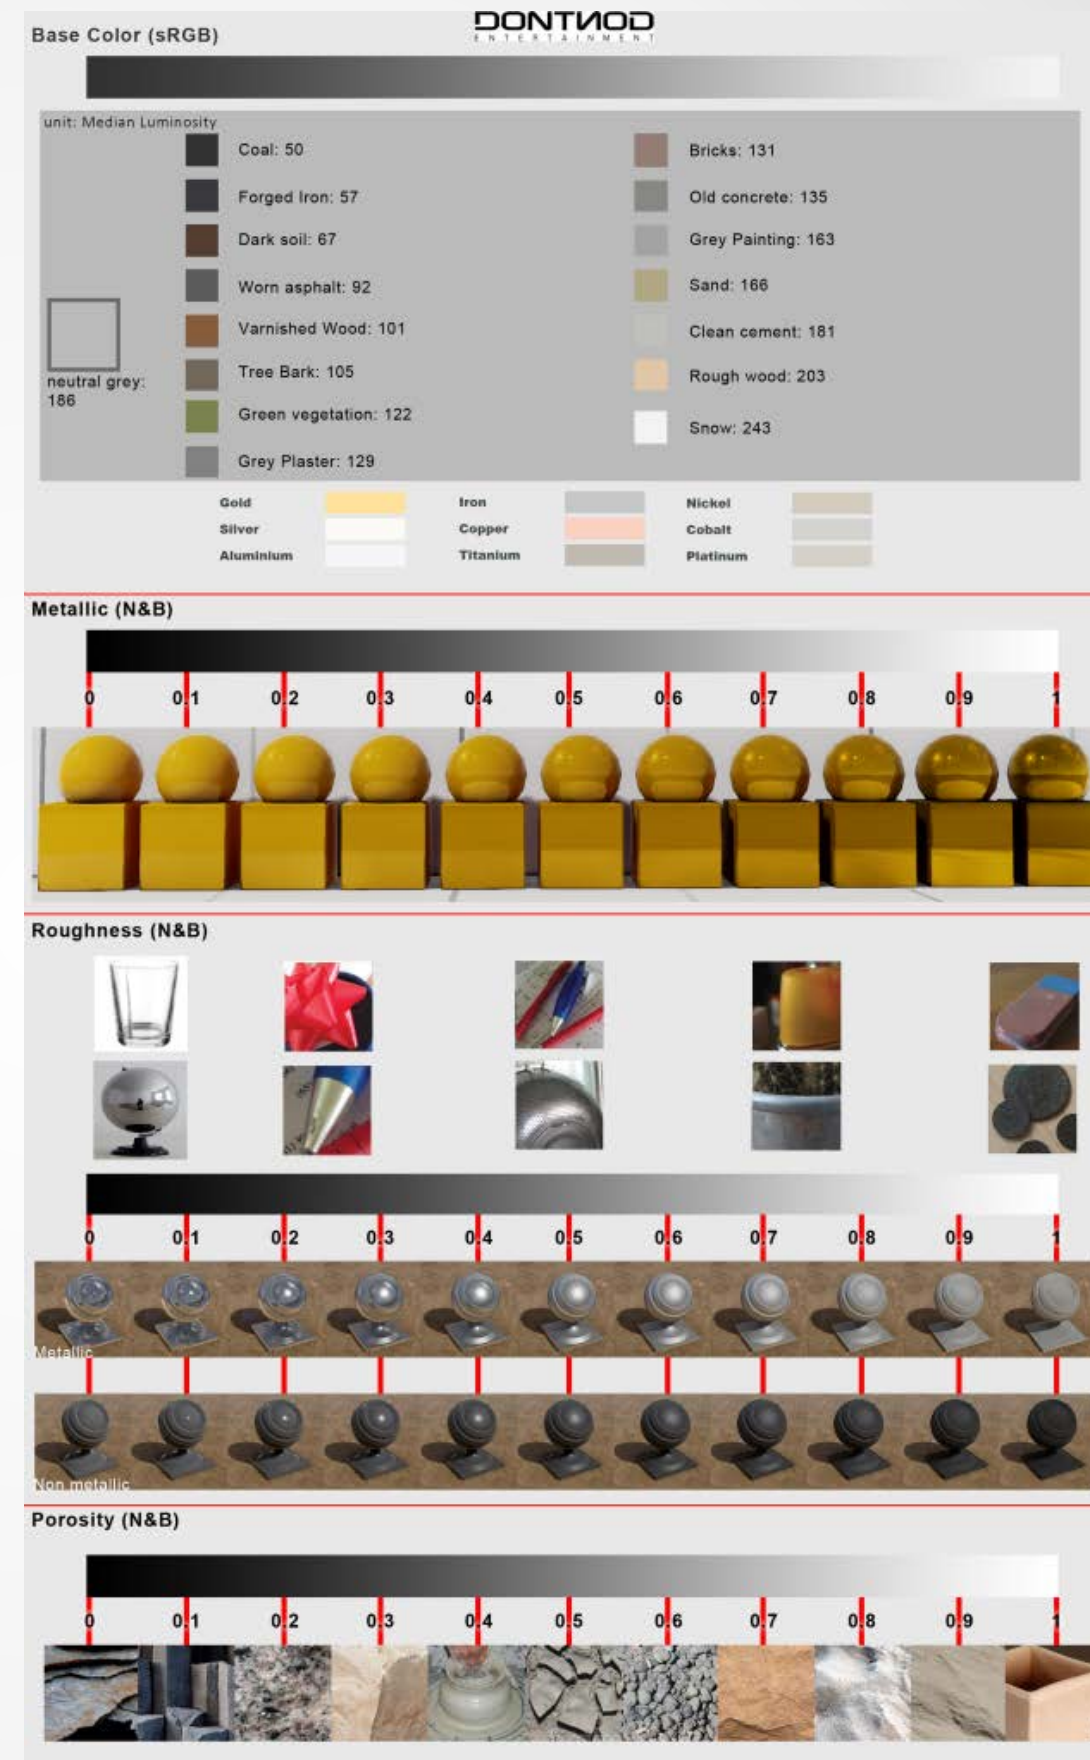 DONTNOD
ENTERTAINMENT
Base Color (sRGB)
unit: Median Luminosity
Coal: 50
Forged Iron: 57
Dark soil: 67
Worn asphalt: 92
Varnished Wood: 101
Tree Bark: 105
Green vegetation: 122
Grey Plaster: 129
neutral grey:
186
Bricks: 131
Old concrete: 135
Grey Painting: 163
Sand: 166
Clean cement: 181
Rough wood: 203
Snow: 243
Gold Iron Nickel
Silver Copper Cobalt
Aluminium Titanium Platinum
Metallic (N&B)
0 0.1 0.2 0.3 0.4 0.5 0.6 0.7 0.8 0.9 1
Roughness (N&B)
0 0.1 0.2 0.3 0.4 0.5 0.6 0.7 0.8 0.9 1
Metallic
Non metallic
Porosity (N&B)
0 0.1 0.2 0.3 0.4 0.5 0.6 0.7 0.8 0.9 1